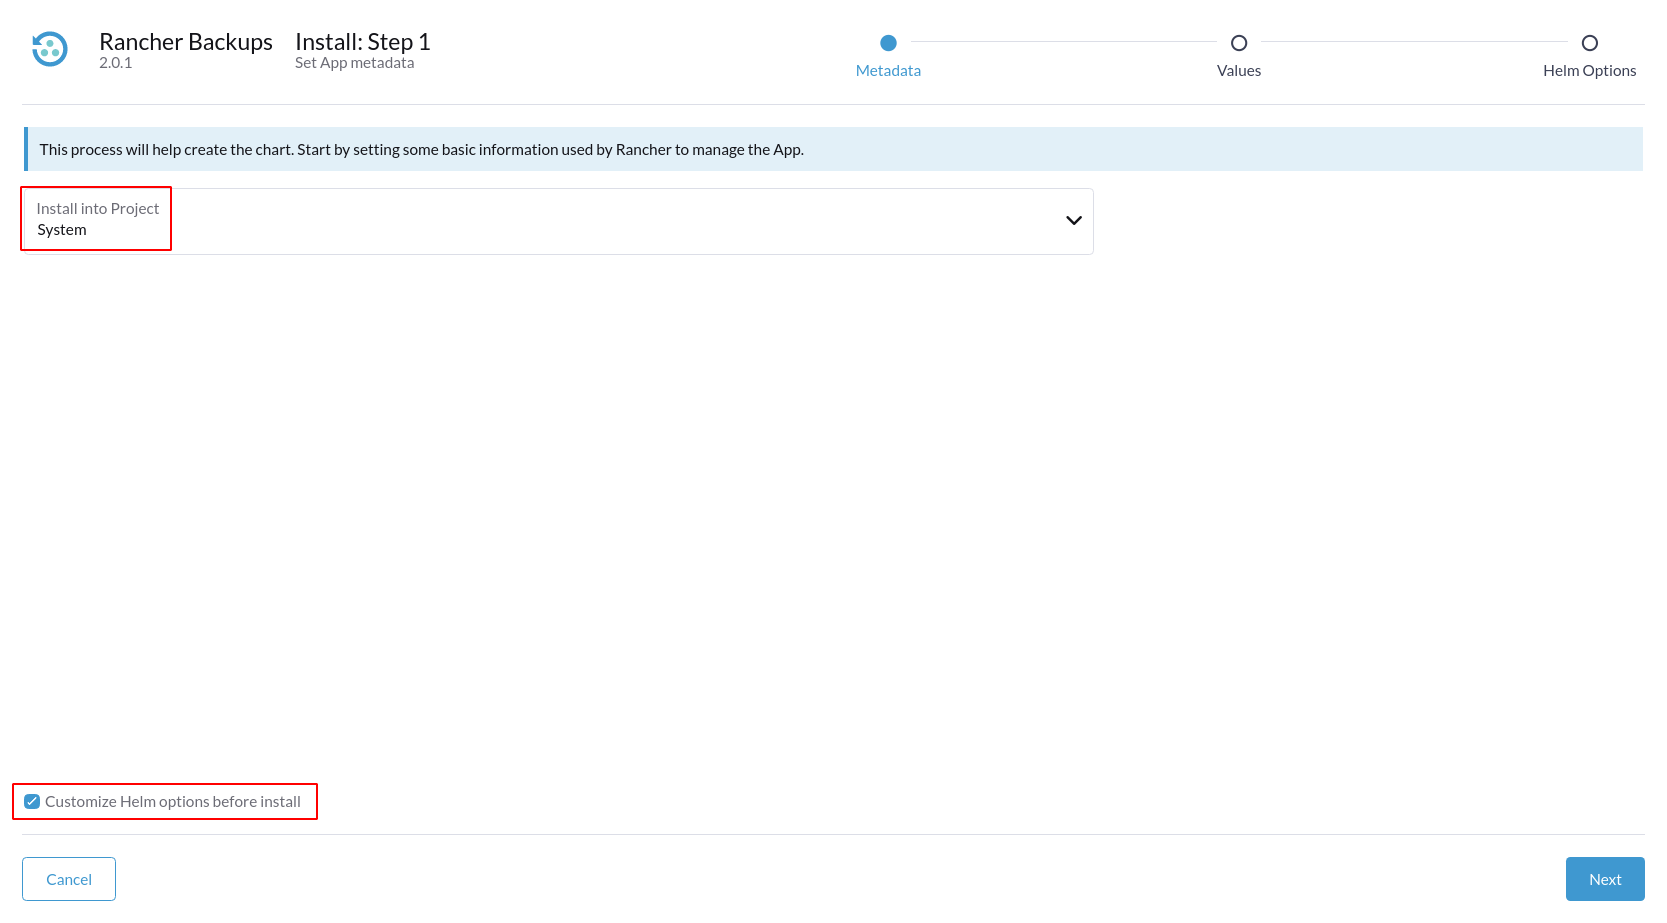 Rancher Backups
2.0.1
Install: Step 1
Set App metadata
Metadata
Values
Helm Options
This process will help create the chart. Start by setting some basic information used by Rancher to manage the App.
Install into Project
System
Customize Helm options before install
Cancel
Next